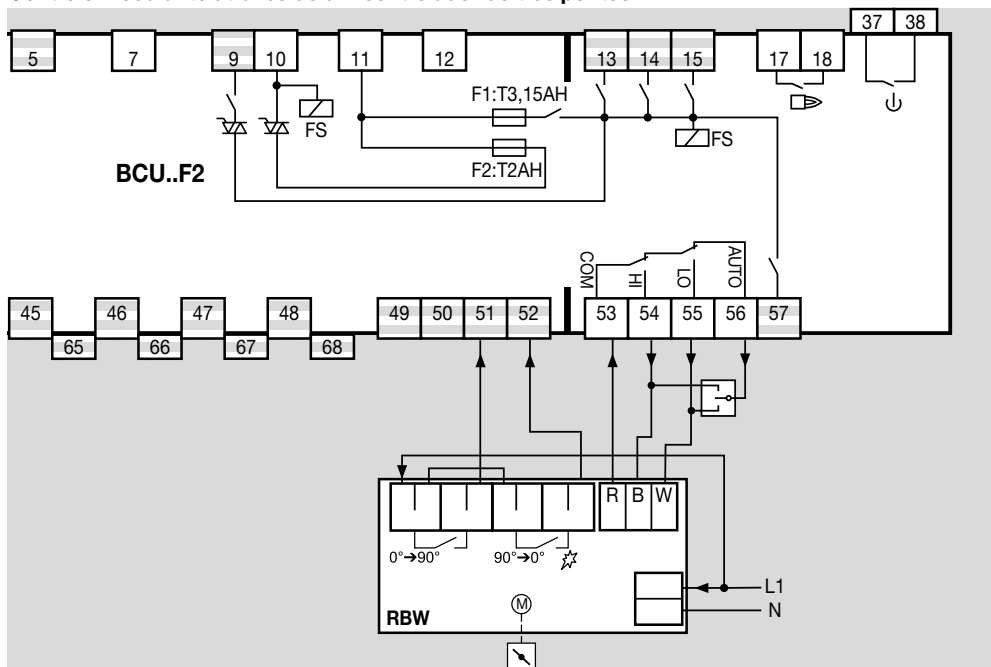 37 38
5 7 9 10 11 12 13 14 15 17 18
F1:T3,15AH
FS
FS
F2:T2AH
BCU..F2
COM HI LO AUTO
45 46 47 48 49 50 51 52 53 54 55 56 57
65 66 67 68
R B W
0°➔90° 90°➔0°
L1
RBW M N